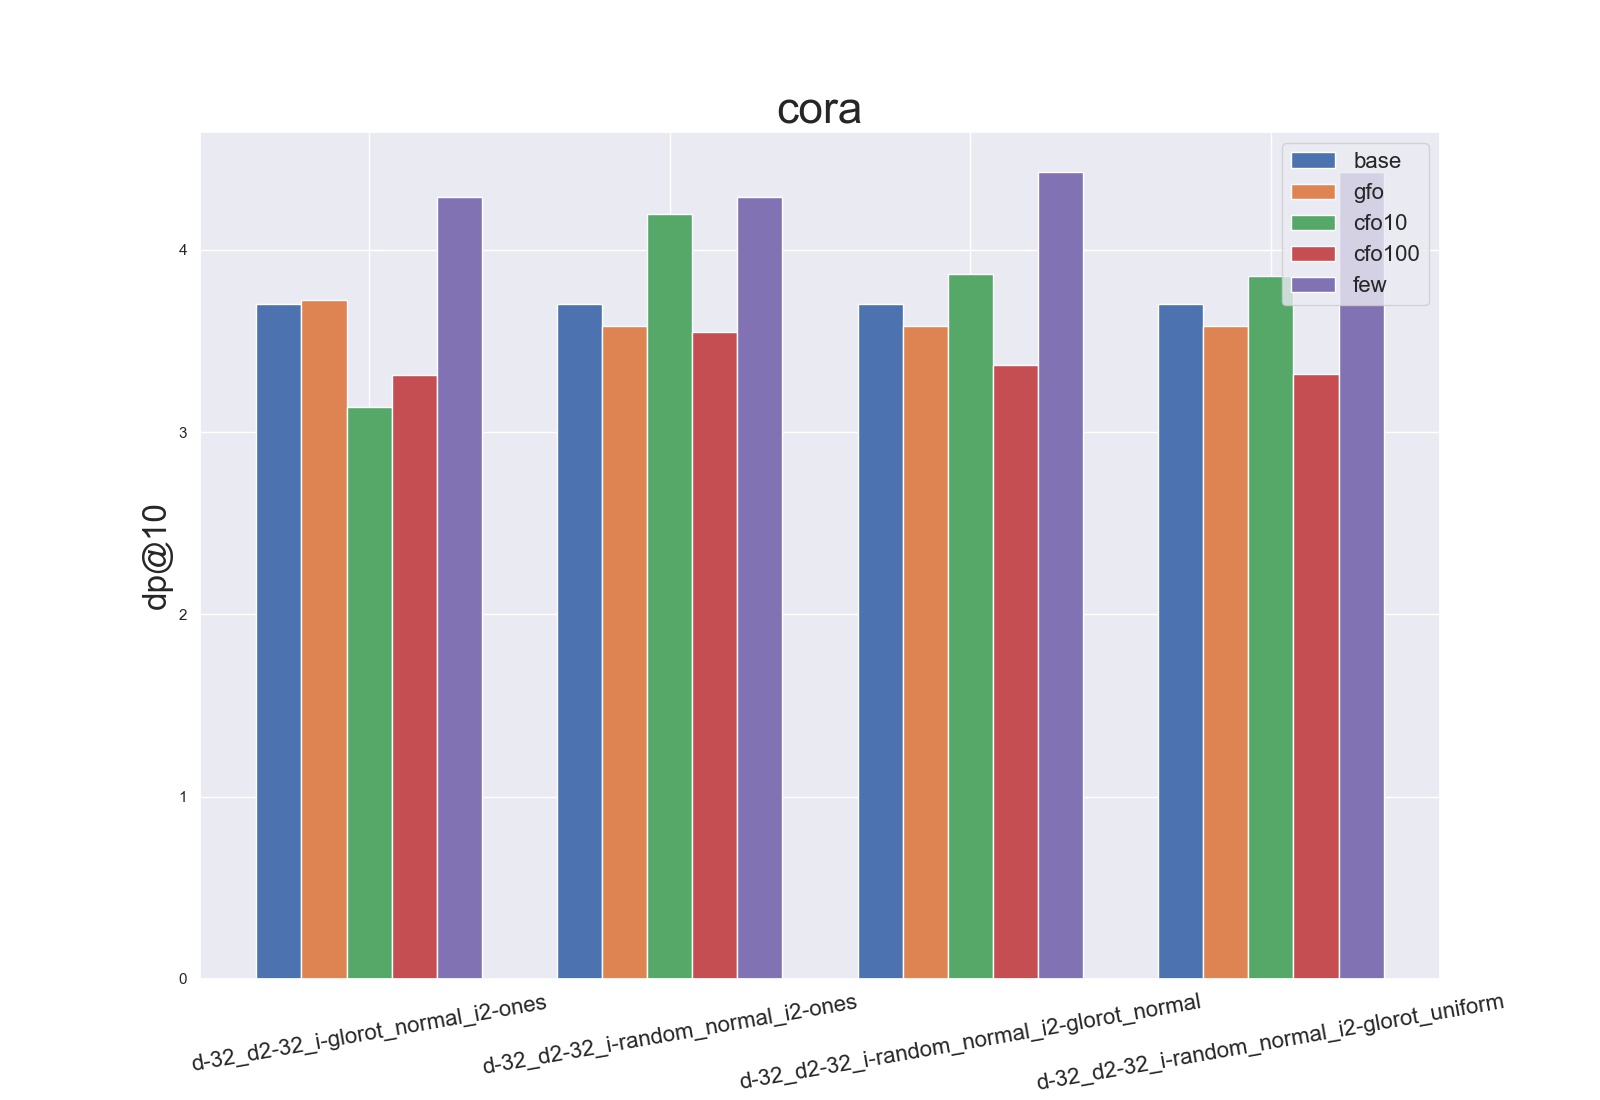 cora
base
gfo
cfo10
cfo100
few
dp@10
4
3
2
1
0
d-32_d2-32_i-glorot_normal_i2-ones
d-32_d2-32_i-random_normal_i2-ones
d-32_d2-32_i-random_normal_i2-glorot_normal
d-32_d2-32_i-random_normal_i2-glorot_uniform